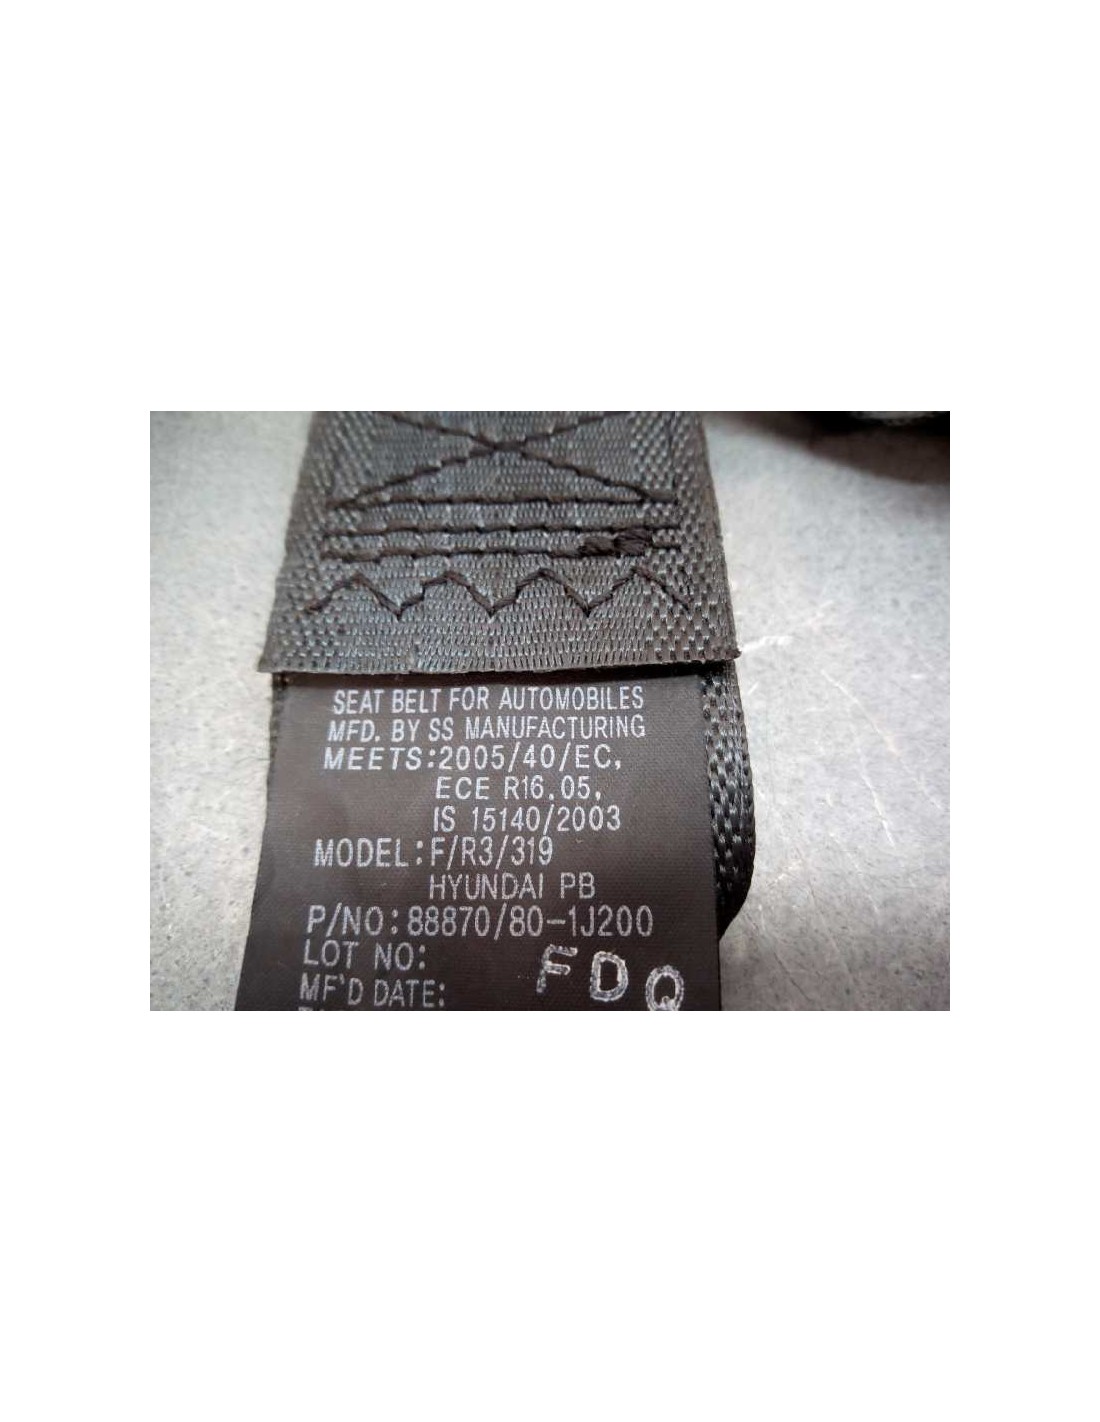 SEAT BELT FOR AUTOMOBILES
MFD. BY SS MANUFACTURING
MEETS:2005/40/EC,
ECE R16.05,
IS 15140/2003
MODEL:F/R3/319
HYUNDAI PB
P/NO:88870/80-1J200
LOT NO:
FDQ
MF'D DATE: